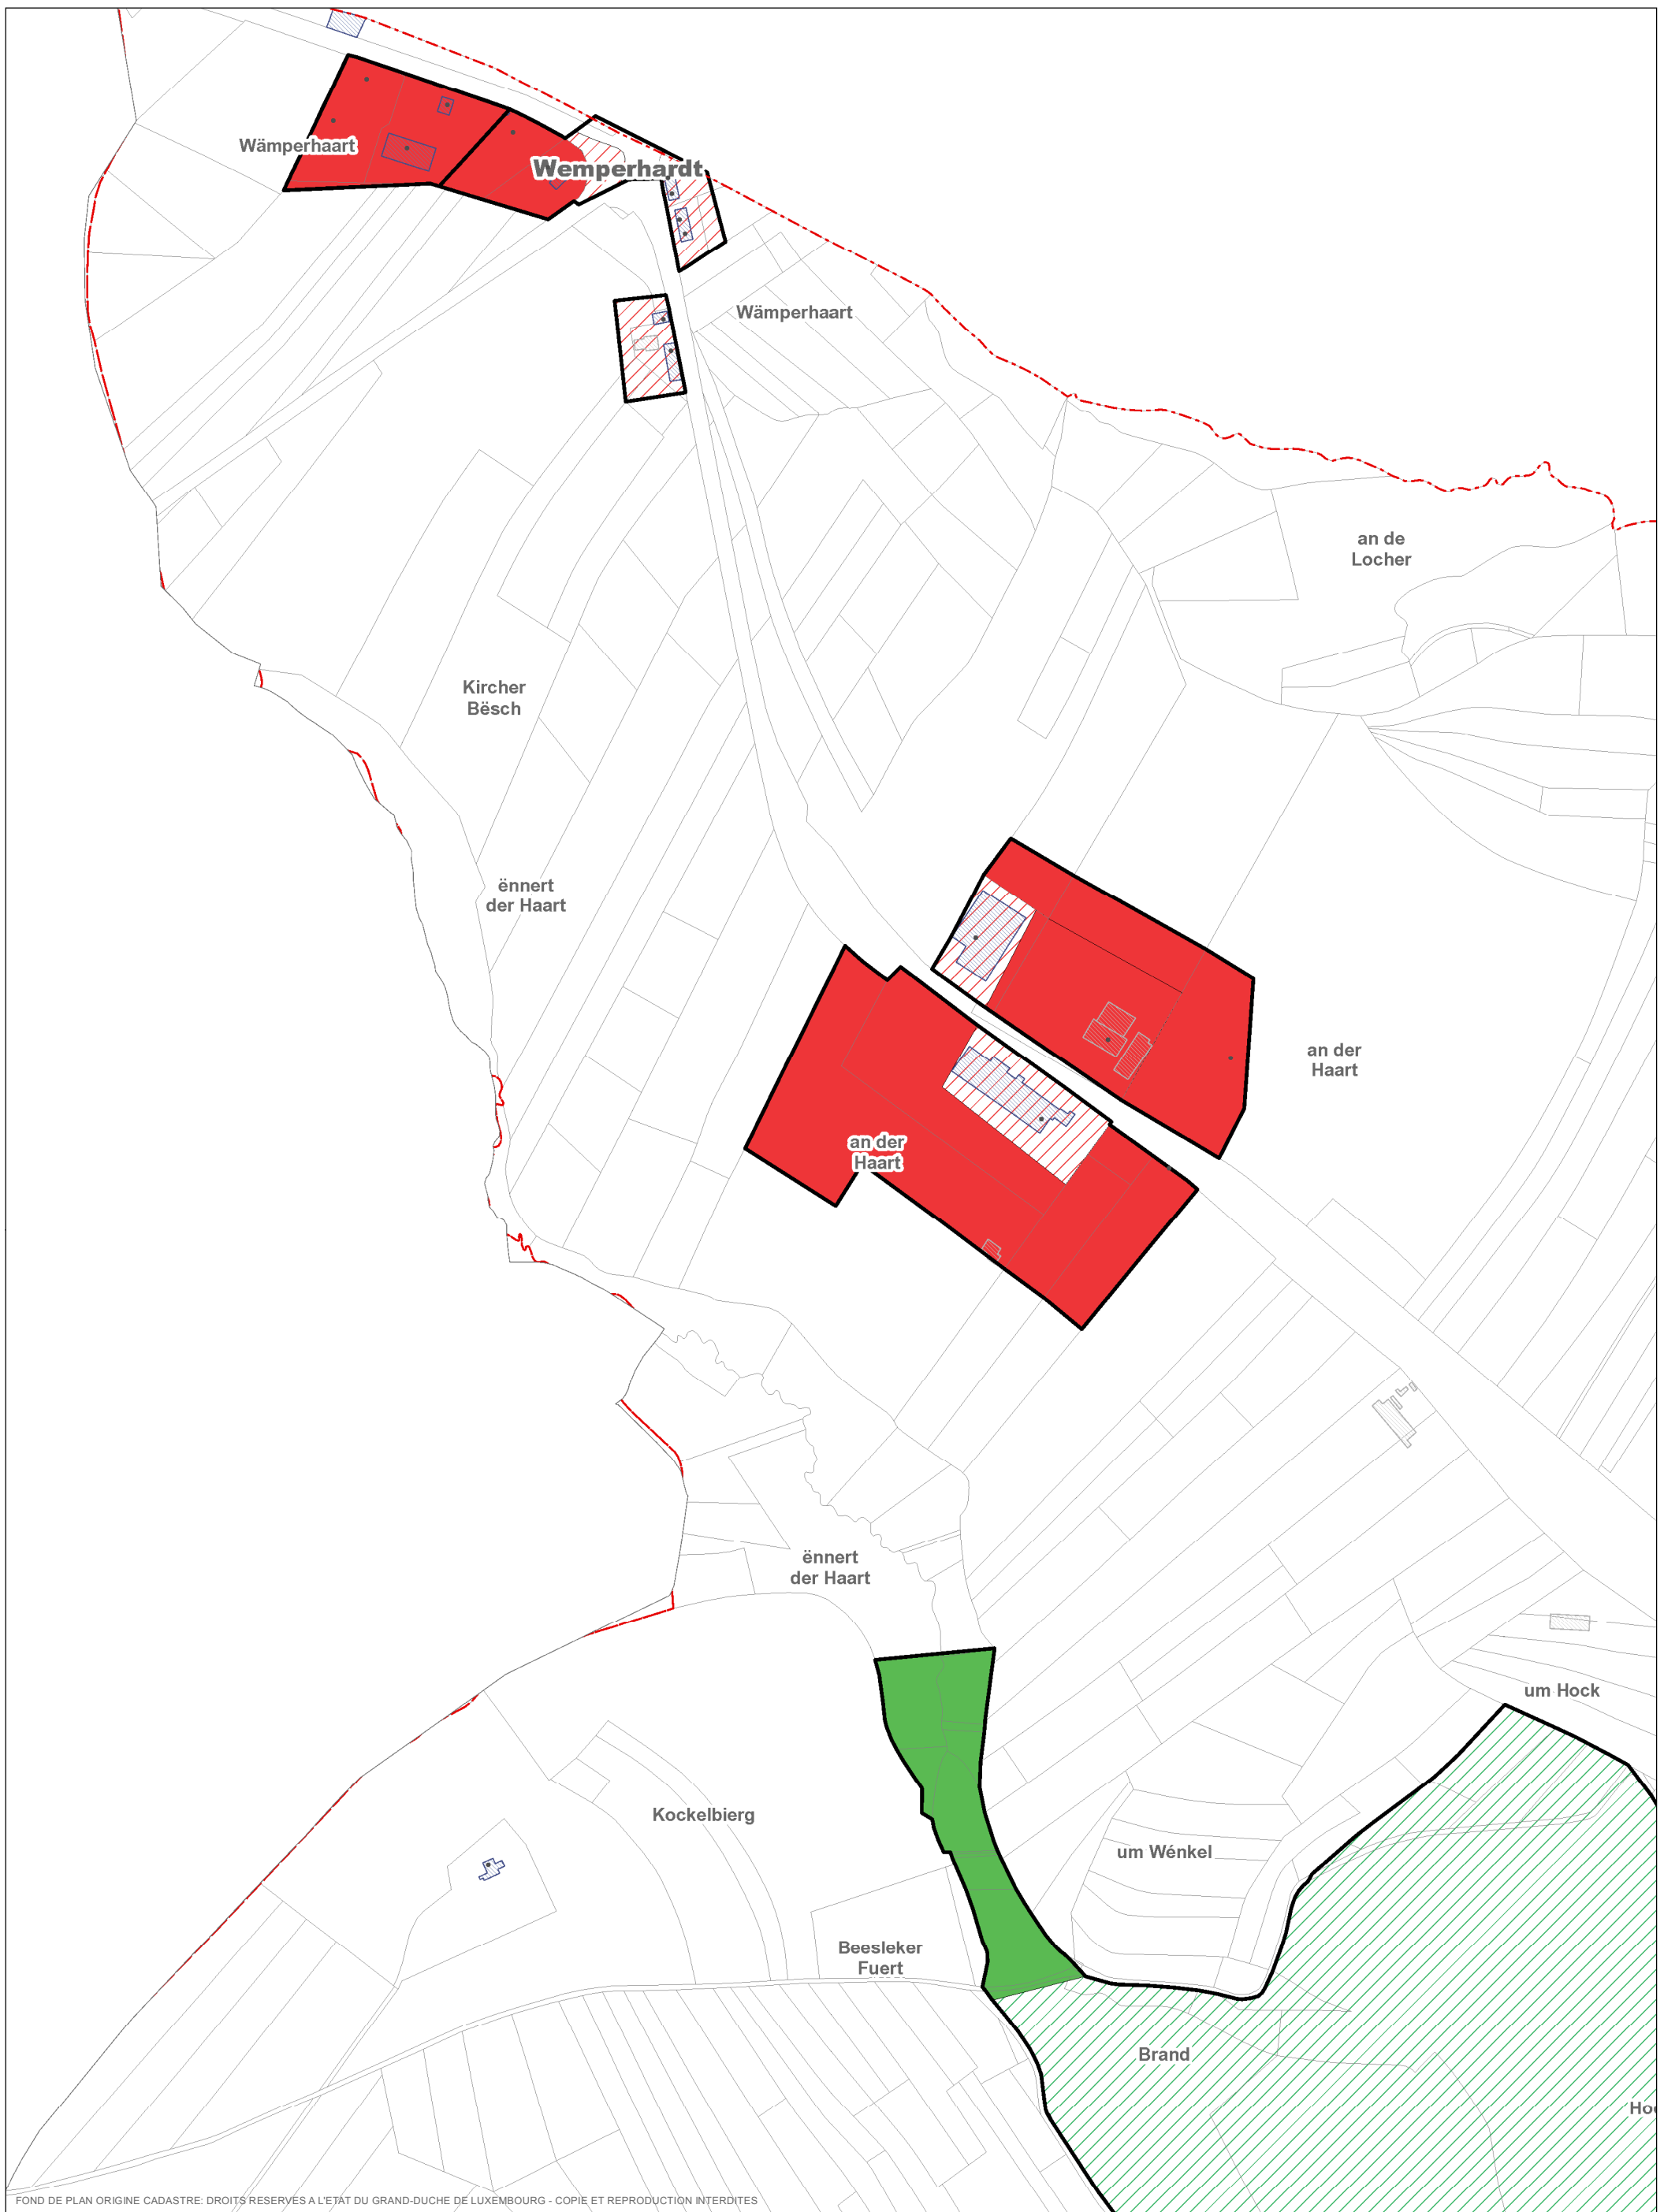 Wämperhaart
Wemperhardt
Wämperhaart
an de
Locher
Kircher
Bësch
ënnert
der Haart
an der
Haart
an der
Haart
ënnert
der Haart
um Hock
Kockelbierg
um Wénkel
Beesleker
Fuert
Brand
FOND DE PLAN ORIGINE CADASTRE: DROITS RESERVES A L'ETAT DU GRAND-DUCHE DE LUXEMBOURG - COPIE ET REPRODUCTION INTERDITES